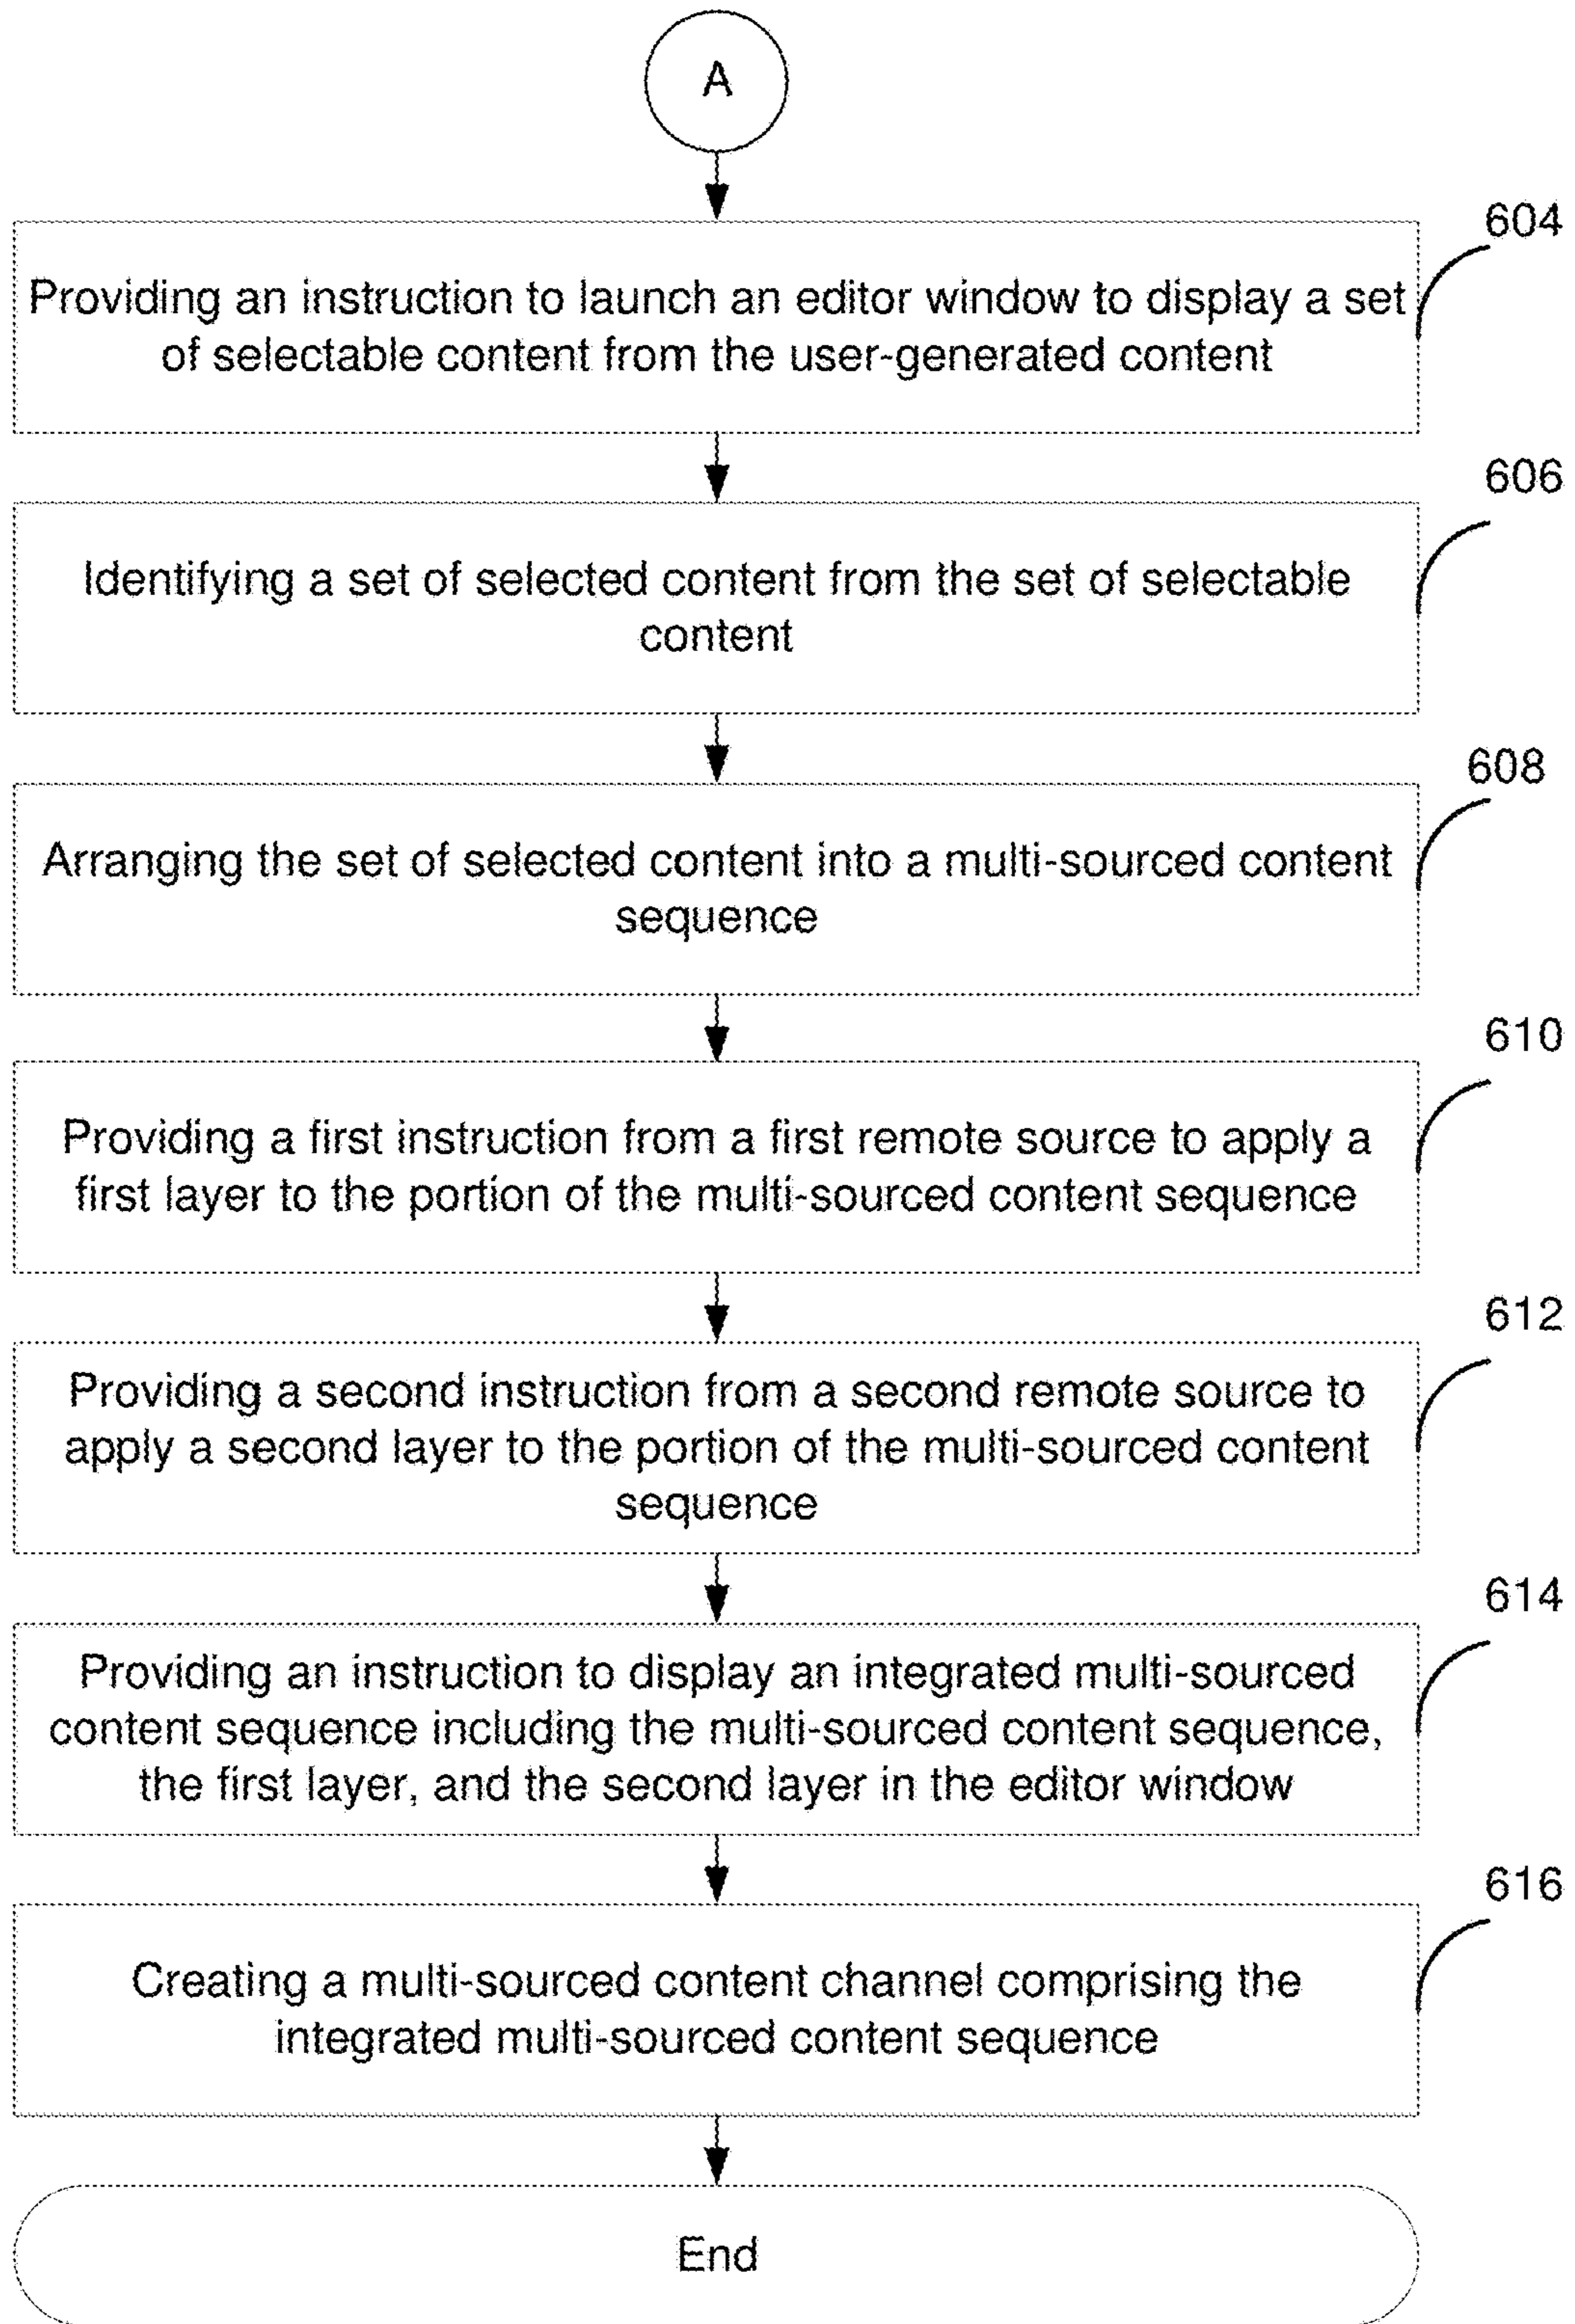 A
604
Providing an instruction to launch an editor window to display a set
of selectable content from the user-generated content
606
Identifying a set of selected content from the set of selectable
content
608
Arranging the set of selected content into a multi-sourced content
sequence
610
Providing a first instruction from a first remote source to apply a
first layer to the portion of the multi-sourced content sequence
612
Providing a second instruction from a second remote source to
apply a second layer to the portion of the multi-sourced content
sequence
614
Providing an instruction to display an integrated multi-sourced
content sequence including the multi-sourced content sequence,
the first layer, and the second layer in the editor window
616
Creating a multi-sourced content channel comprising the
integrated multi-sourced content sequence
End